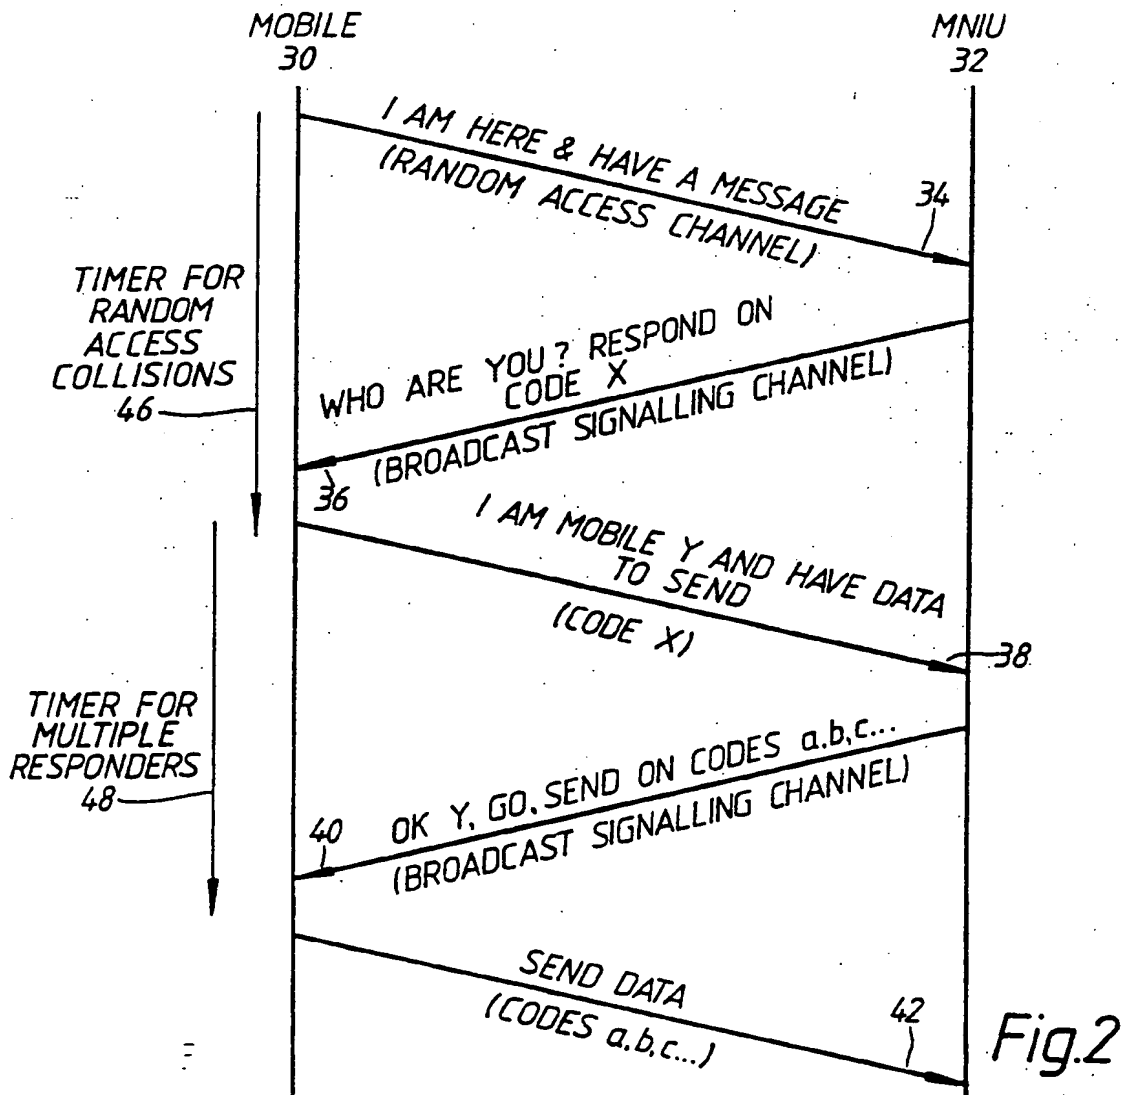 MOBILE
30
MNIU
32
I AM HERE & HAVE A MESSAGE
(RANDOM ACCESS CHANNEL)
34
TIMER FOR
RANDOM
ACCESS
COLLISIONS
46
WHO ARE YOU? RESPOND ON
CODE X
(BROADCAST SIGNALLING CHANNEL)
36
I AM MOBILE Y AND HAVE DATA
TO SEND
(CODE X)
38
TIMER FOR
MULTIPLE
RESPONDERS
48
OK Y, GO. SEND ON CODES a.b,c...
(BROADCAST SIGNALLING CHANNEL)
40
SEND DATA
(CODES a,b,c...)
42
Fig.2